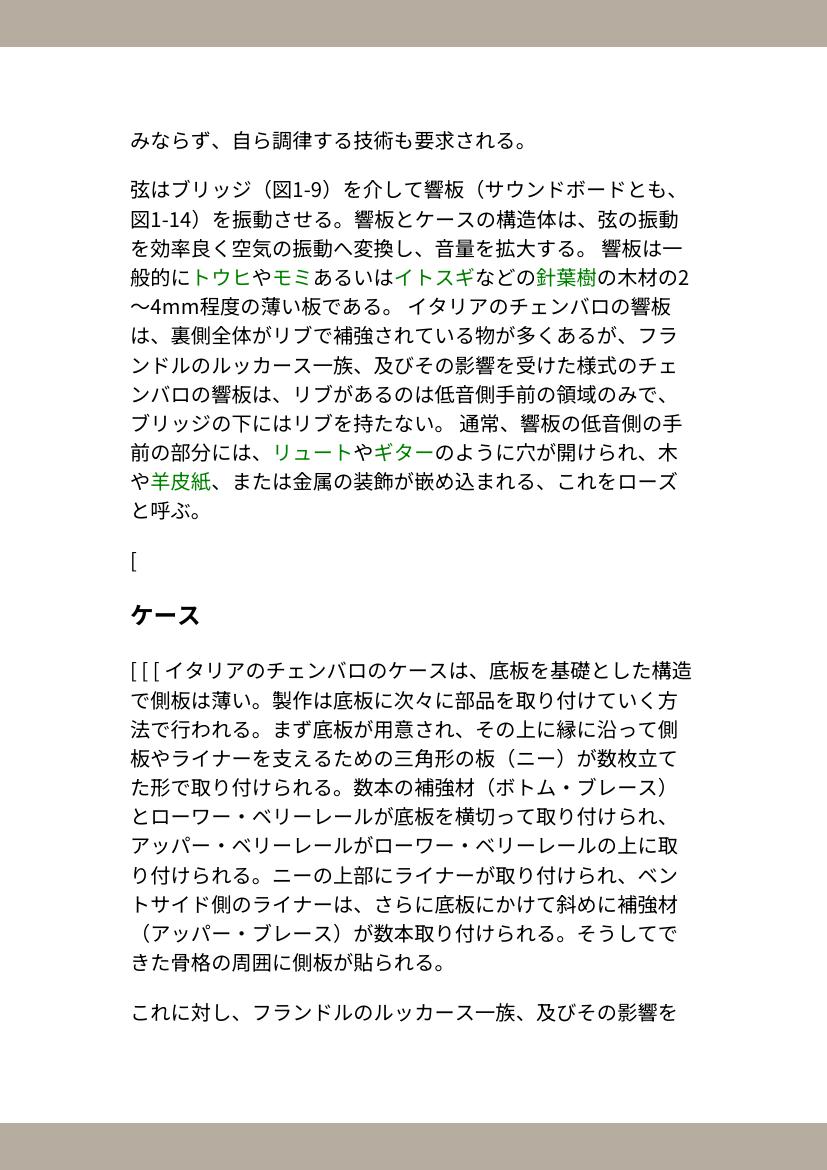 みならず、自ら調律する技術も要求される。
弦はブリッジ（図1-9）を介して響板（サウンドボードとも、
図1-14）を振動させる。響板とケースの構造体は、弦の振動
を効率良く空気の振動へ変換し、音量を拡大する。 響板は一
般的にトウヒやモミあるいはイトスギなどの針葉樹の木材の2
〜4mm程度の薄い板である。 イタリアのチェンバロの響板
は、裏側全体がリブで補強されている物が多くあるが、フラ
ンドルのルッカース一族、及びその影響を受けた様式のチェ
ンバロの響板は、リブがあるのは低音側手前の領域のみで、
ブリッジの下にはリブを持たない。 通常、響板の低音側の手
前の部分には、リュートやギターのように穴が開けられ、木
や羊皮紙、または金属の装飾が嵌め込まれる、これをローズ
と呼ぶ。
[
ケース
[ [ [ イタリアのチェンバロのケースは、底板を基礎とした構造
で側板は薄い。製作は底板に次々に部品を取り付けていく方
法で行われる。まず底板が用意され、その上に縁に沿って側
板やライナーを支えるための三角形の板（ニー）が数枚立て
た形で取り付けられる。数本の補強材（ボトム・ブレース）
とローワー・ベリーレールが底板を横切って取り付けられ、
アッパー・ベリーレールがローワー・ベリーレールの上に取
り付けられる。ニーの上部にライナーが取り付けられ、ベン
トサイド側のライナーは、さらに底板にかけて斜めに補強材
（アッパー・ブレース）が数本取り付けられる。そうしてで
きた骨格の周囲に側板が貼られる。
これに対し、フランドルのルッカース一族、及びその影響を